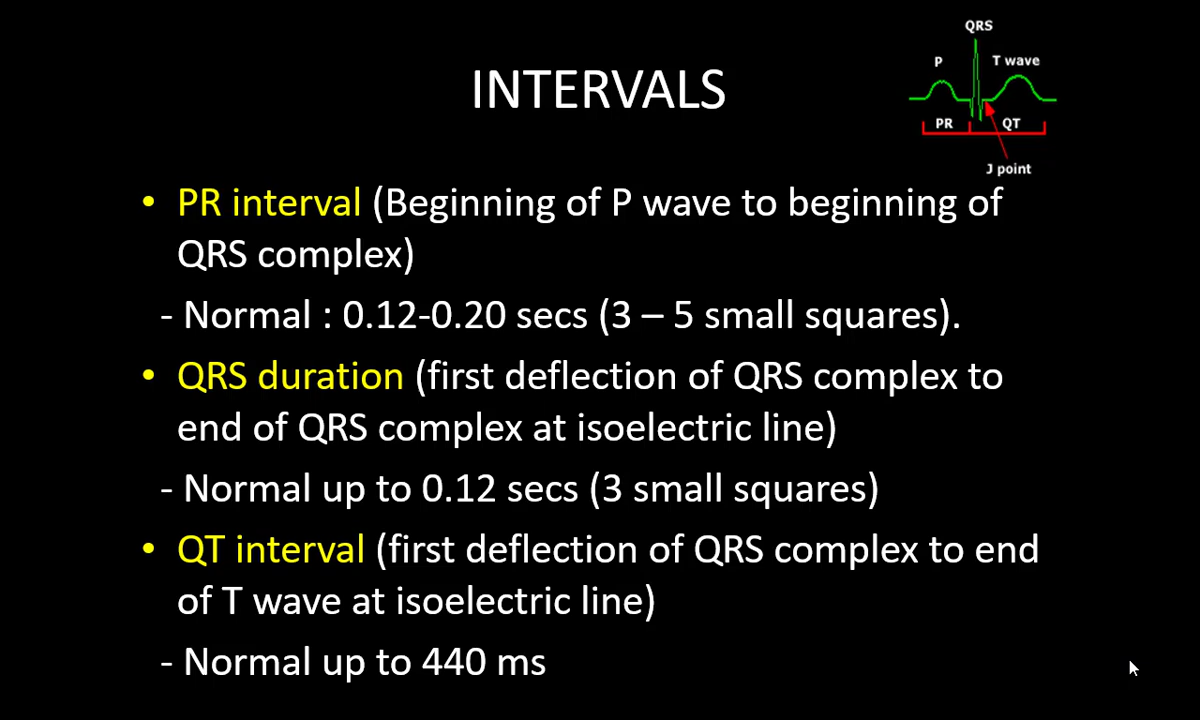 QRS
P
T wave
INTERVALS
PR
QT
J point
• PR interval (Beginning of P wave to beginning of
QRS complex)
- Normal : 0.12-0.20 secs (3 – 5 small squares).
• QRS duration (first deflection of QRS complex to
end of QRS complex at isoelectric line)
- Normal up to 0.12 secs (3 small squares)
• QT interval (first deflection of QRS complex to end
of T wave at isoelectric line)
- Normal up to 440 ms